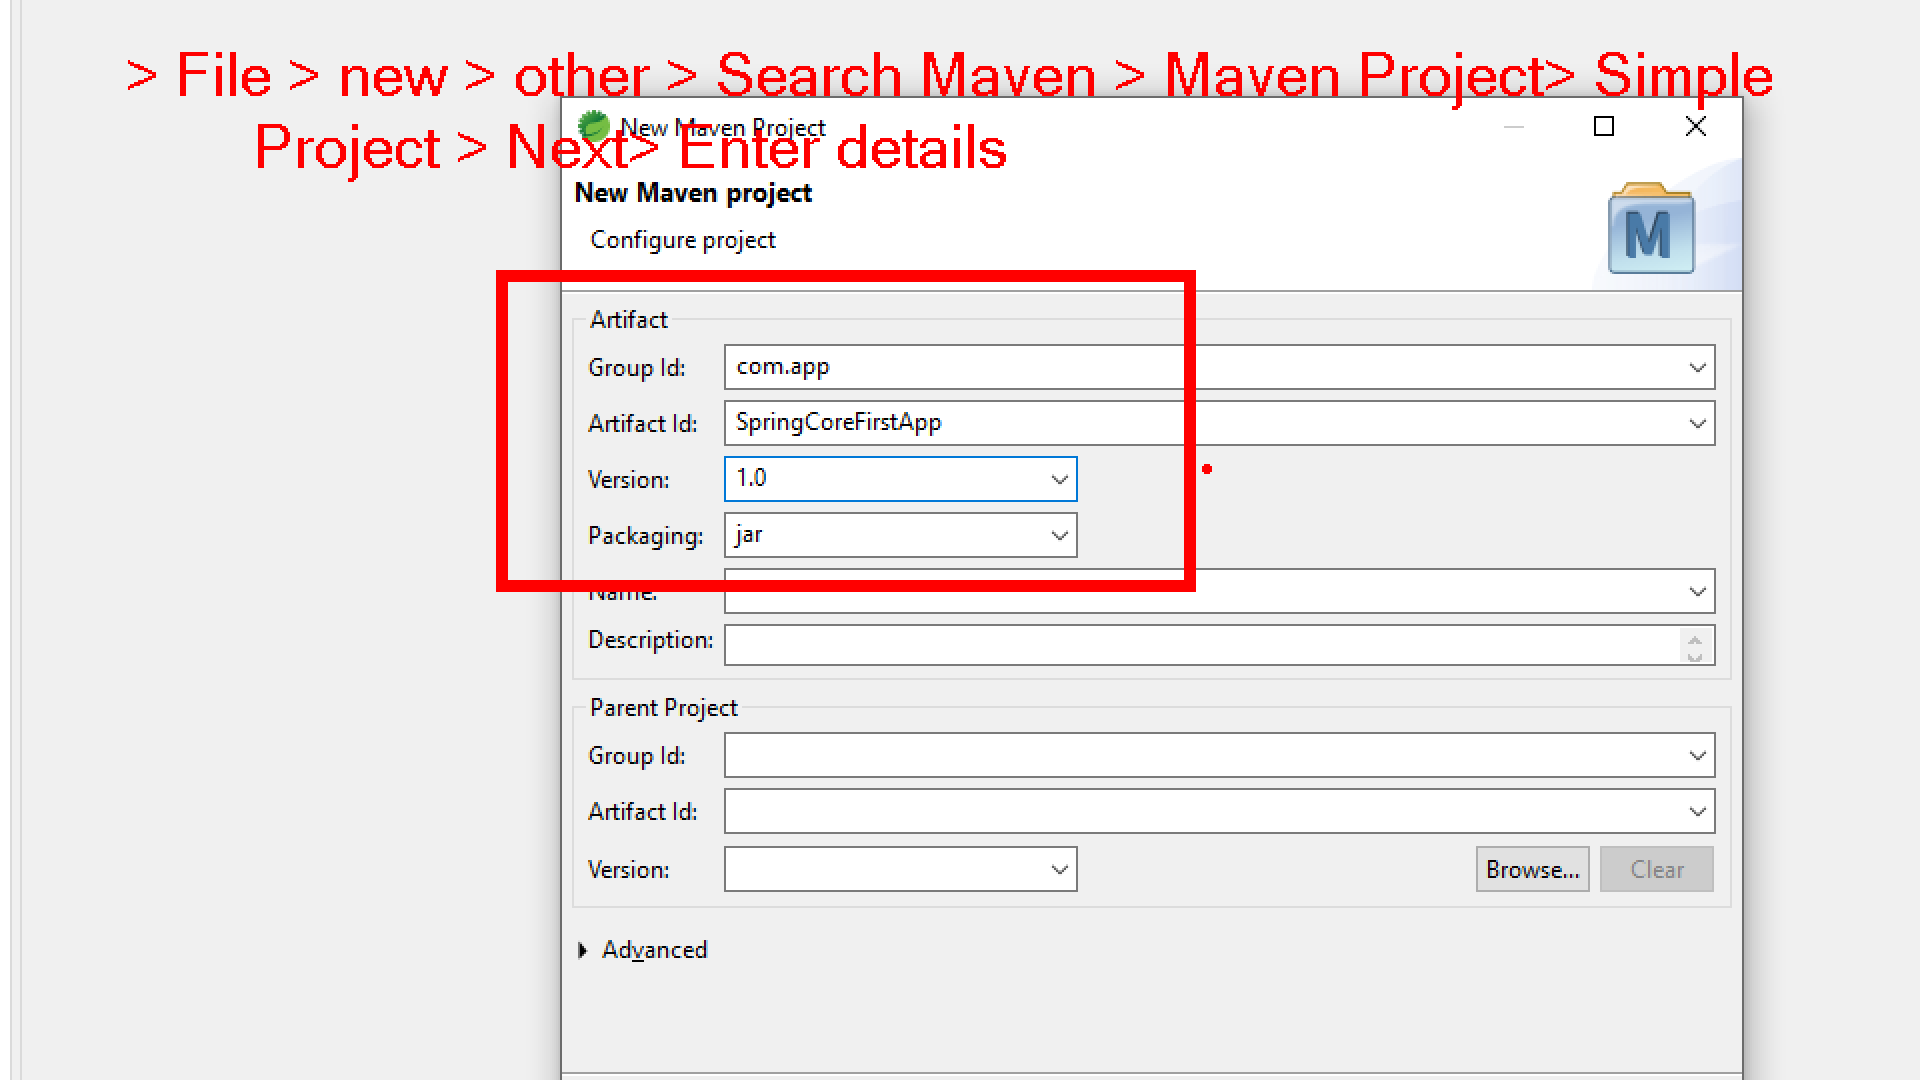 > File > new > other > Search Maven > Maven Project> Simple
Project > Next> Enter details
New Maven Project
New Maven project
Configure project
M
Artifact
Group Id: com.app
Artifact Id: SpringCoreFirstApp
Version: 1.0
Packaging: jar
Name:
Description:
Parent Project
Group Id:
Artifact Id:
Version:
Browse... Clear
Advanced